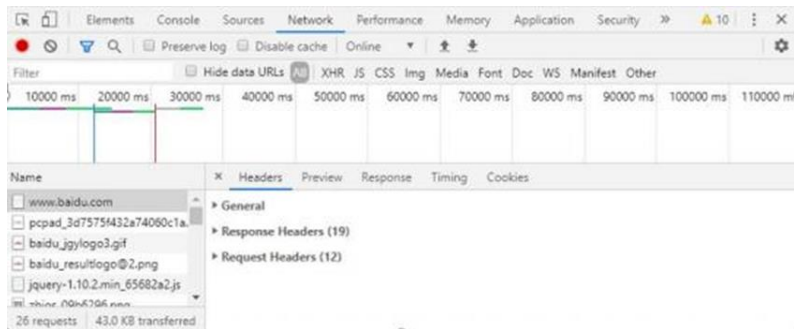 Elements Console Sources Network Performance Memory Application Security » 10
Preserve log Disable cache Online
Filter Hide data URLs All XHR JS CSS Img Media Font Doc WS Manifest Other
10000 ms 20000 ms 30000 ms 40000 ms 50000 ms 60000 ms 70000 ms 80000 ms 90000 ms 100000 ms 110000 m
Name × Headers Preview Response Timing Cookies
www.baidu.com
General
pcpad_3d7575f432a74060c1a.
Response Headers (19)
baidu_jgylogo3.gif
Request Headers (12)
baidu_resultlogo@2.png
jquery-1.10.2.min_65682a2.js
26 requests 43.0 KB transferred